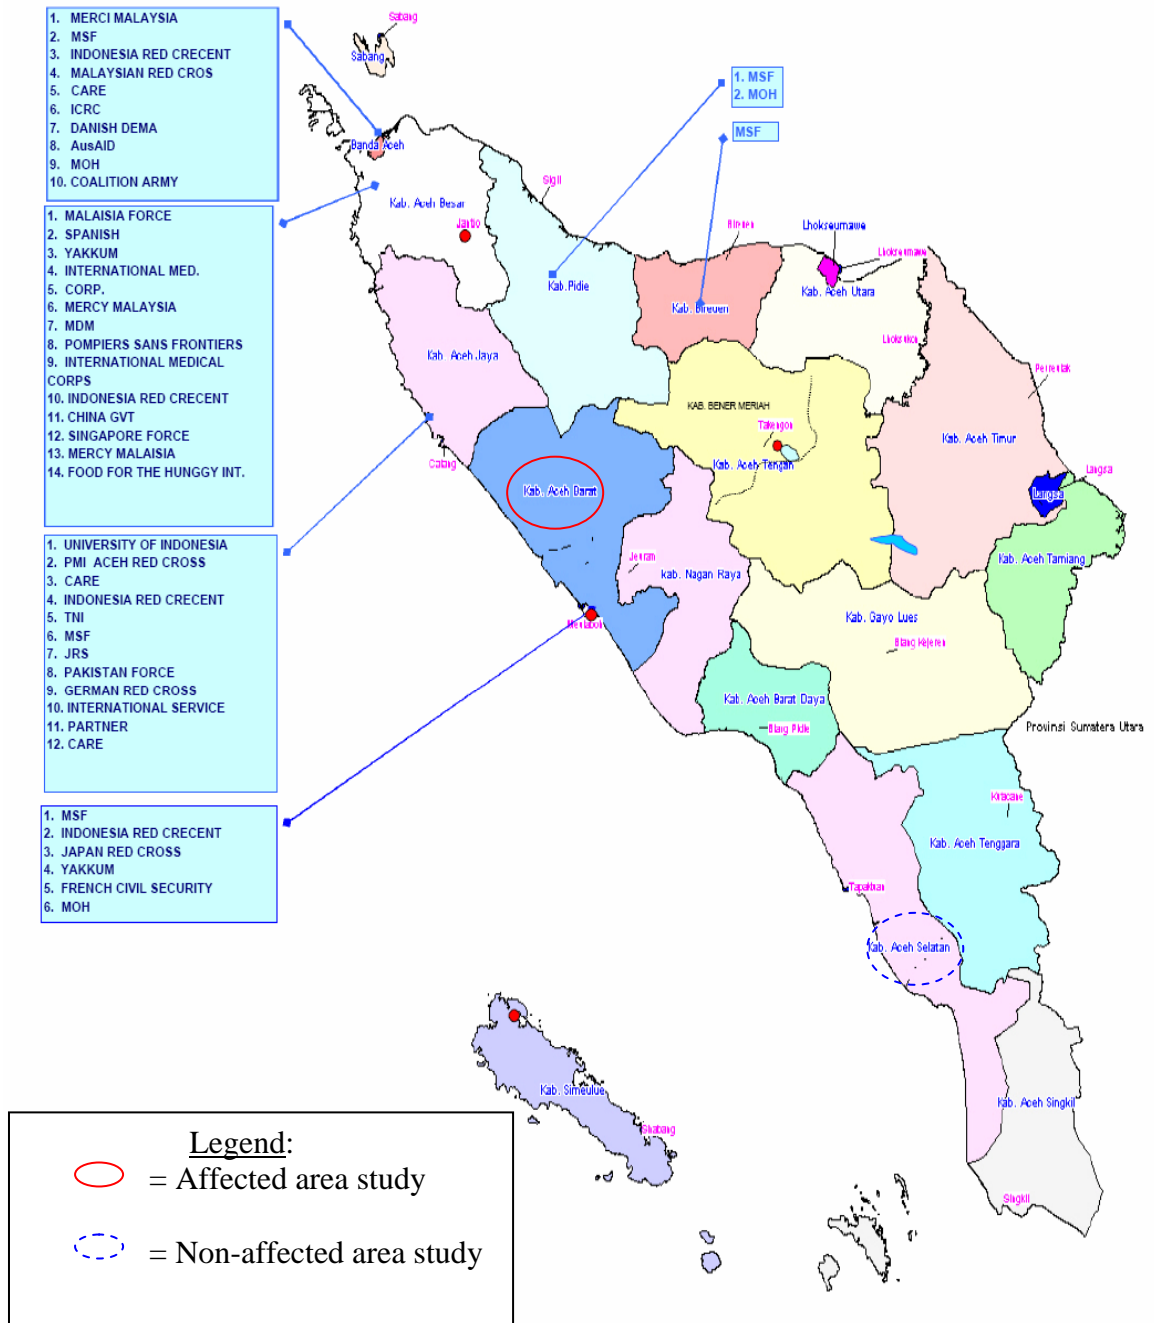 1. MERCI MALAYSIA
2. MSF
3. INDONESIA RED CRECENT
4. MALAYSIAN RED CROS
5. CARE
6. ICRC
7. DANISH DEMA
8. AusAID
9. MOH
10. COALITION ARMY
1. MALAISIA FORCE
2. SPANISH
3. YAKKUM
4. INTERNATIONAL MED.
5. CORP.
6. MERCY MALAYSIA
7. MDM
8. POMPIERS SANS FRONTIERS
9. INTERNATIONAL MEDICAL
CORPS
10. INDONESIA RED CRECENT
11. CHINA GVT
12. SINGAPORE FORCE
13. MERCY MALAISIA
14. FOOD FOR THE HUNGGY INT.
1. UNIVERSITY OF INDONESIA
2. PMI ACEH RED CROSS
3. CARE
4. INDONESIA RED CRECENT
5. TNI
6. MSF
7. JRS
8. PAKISTAN FORCE
9. GERMAN RED CROSS
10. INTERNATIONAL SERVICE
11. PARTNER
12. CARE
1. MSF
2. INDONESIA RED CRECENT
3. JAPAN RED CROSS
4. YAKKUM
5. FRENCH CIVIL SECURITY
6. MOH
1. MSF
2. MOH
MSF
Sabang
Sabang
Banda Aceh
Kab. Aceh Besar
Jantho
Sigli
Kab.Pidie
Bireuen
Kab. Bireuen
Lhokseumawe
Lhokseumawe
Kab. Aceh Utara
Lhoksukon
Peureulak
Kab. Aceh Jaya
Calang
KAB. BENER MERIAH
Takengon
Kab. Aceh Tengah
Kab. Aceh Timur
Langsa
Langsa
Kab. Aceh Barat
Kab. Aceh Tamiang
Jeuram
kab. Nagan Raya
Meulaboh
Kab. Gayo Lues
Blang Kejeren
Kab. Aceh Barat Daya
Blang Pidie
Provinsi Sumatera Utara
Kutacane
Kab. Aceh Tenggara
Tapaktuan
Kab. Aceh Selatan
Kab. Simeulue
Sinabang
Kab. Aceh Singkil
Singkil
Legend:
= Affected area study
= Non-affected area study